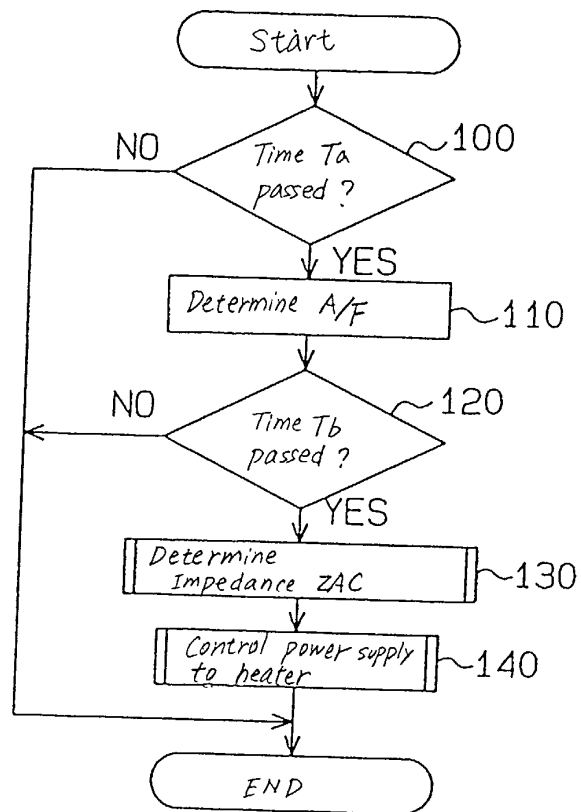 Start
NO
Time Ta
passed ?
100
YES
Determine A/F
110
NO
Time Tb
passed ?
120
YES
Determine
Impedance ZAC
130
Control power supply
to heater
140
END